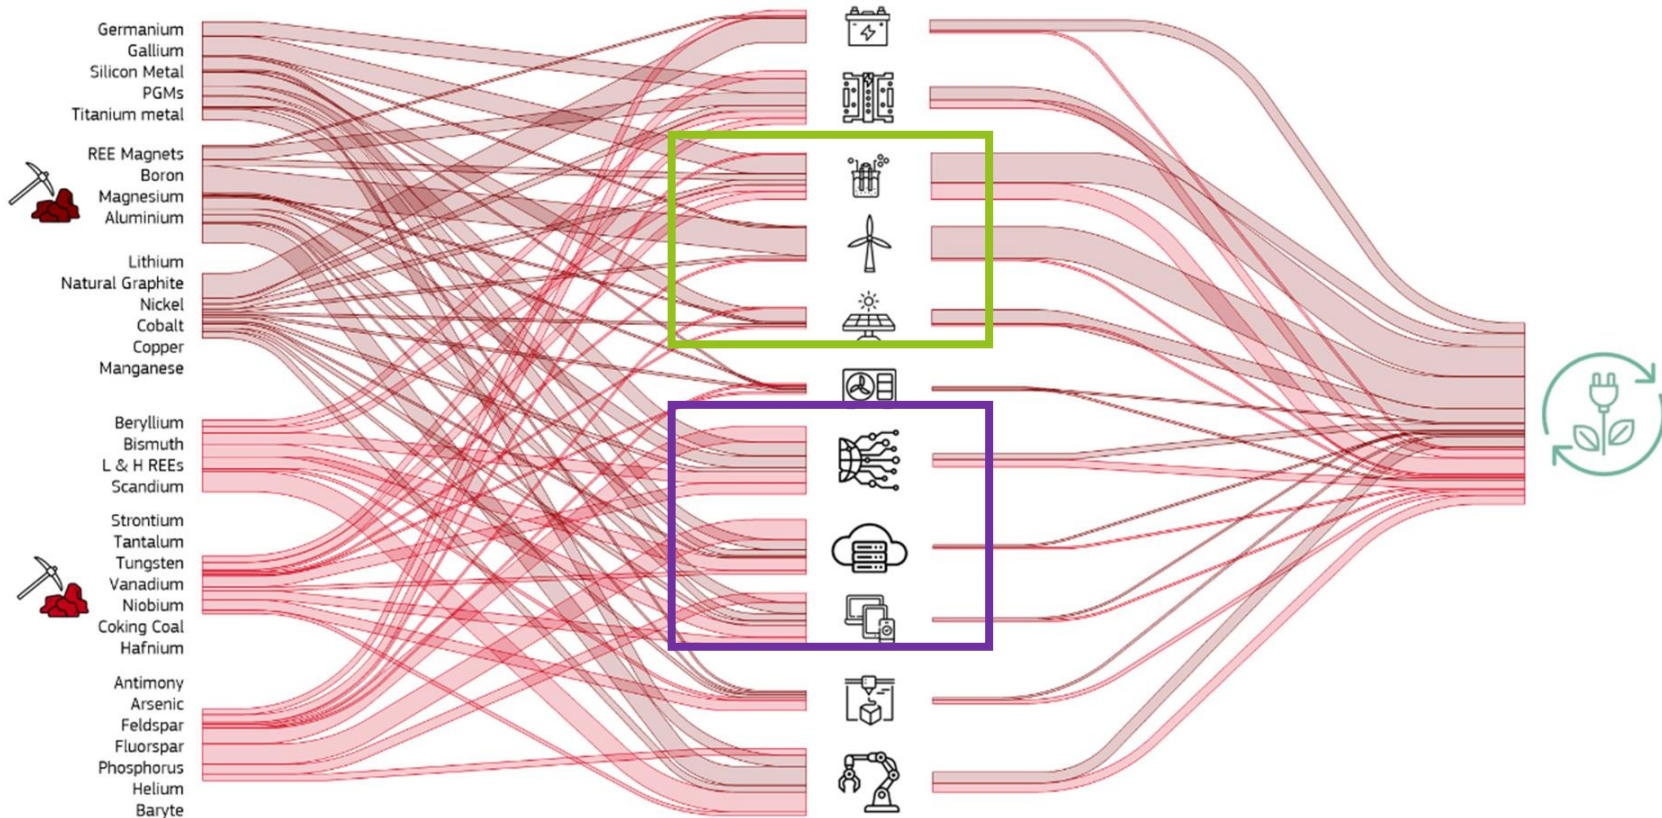 Germanium
Gallium
Silicon Metal
PGMs
Titanium metal
REE Magnets
Boron
Magnesium
Aluminium
Lithium
Natural Graphite
Nickel
Cobalt
Copper
Manganese
Beryllium
Bismuth
L & H REEs
Scandium
Strontium
Tantalum
Tungsten
Vanadium
Niobium
Coking Coal
Hafnium
Antimony
Arsenic
Feldspar
Fluorspar
Phosphorus
Helium
Baryte